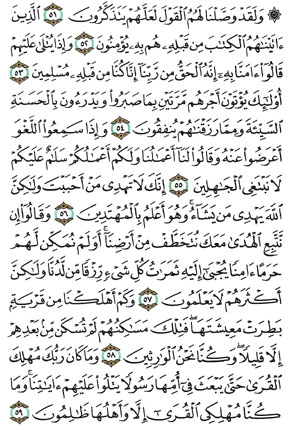 ۞ وَلَقَدْ وَصَّلْنَا لَهُمُ الْقَوْلَ لَعَلَّهُمْ يَتَذَكَّرُونَ ٥١ الَّذِينَ
ءَاتَيْنَٰهُمُ الْكِتَٰبَ مِن قَبْلِهِ هُم بِهِ يُؤْمِنُونَ ٥٢ وَإِذَا يُتْلَىٰ عَلَيْهِمْ
قَالُوٓا ءَامَنَّا بِهِ إِنَّهُ الْحَقُّ مِن رَّبِّنَآ إِنَّا كُنَّا مِن قَبْلِهِ مُسْلِمِينَ ٥٣
أُولَٰٓئِكَ يُؤْتَوْنَ أَجْرَهُم مَّرَّتَيْنِ بِمَا صَبَرُوا وَيَدْرَءُونَ بِالْحَسَنَةِ
السَّيِّئَةَ وَمِمَّا رَزَقْنَٰهُمْ يُنفِقُونَ ٥٤ وَإِذَا سَمِعُوا اللَّغْوَ
أَعْرَضُوا عَنْهُ وَقَالُوا لَنَآ أَعْمَٰلُنَا وَلَكُمْ أَعْمَٰلُكُمْ سَلَٰمٌ عَلَيْكُمْ
لَا نَبْتَغِي الْجَٰهِلِينَ ٥٥ إِنَّكَ لَا تَهْدِي مَنْ أَحْبَبْتَ وَلَٰكِنَّ
اللَّهَ يَهْدِي مَن يَشَآءُ وَهُوَ أَعْلَمُ بِالْمُهْتَدِينَ ٥٦ وَقَالُوٓا إِن
نَّتَّبِعِ الْهُدَىٰ مَعَكَ نُتَخَطَّفْ مِنْ أَرْضِنَآ أَوَلَمْ نُمَكِّن لَّهُمْ
حَرَمًا ءَامِنًا يُجْبَىٰٓ إِلَيْهِ ثَمَرَٰتُ كُلِّ شَيْءٍ رِّزْقًا مِّن لَّدُنَّا وَلَٰكِنَّ
أَكْثَرَهُمْ لَا يَعْلَمُونَ ٥٧ وَكَمْ أَهْلَكْنَا مِن قَرْيَةٍ
بَطِرَتْ مَعِيشَتَهَا فَتِلْكَ مَسَٰكِنُهُمْ لَمْ تُسْكَن مِّن بَعْدِهِمْ
إِلَّا قَلِيلًا وَكُنَّا نَحْنُ الْوَٰرِثِينَ ٥٨ وَمَا كَانَ رَبُّكَ مُهْلِكَ
الْقُرَىٰ حَتَّىٰ يَبْعَثَ فِيٓ أُمِّهَا رَسُولًا يَتْلُوا عَلَيْهِمْ ءَايَٰتِنَا وَمَا
كُنَّا مُهْلِكِي الْقُرَىٰٓ إِلَّا وَأَهْلُهَا ظَٰلِمُونَ ٥٩